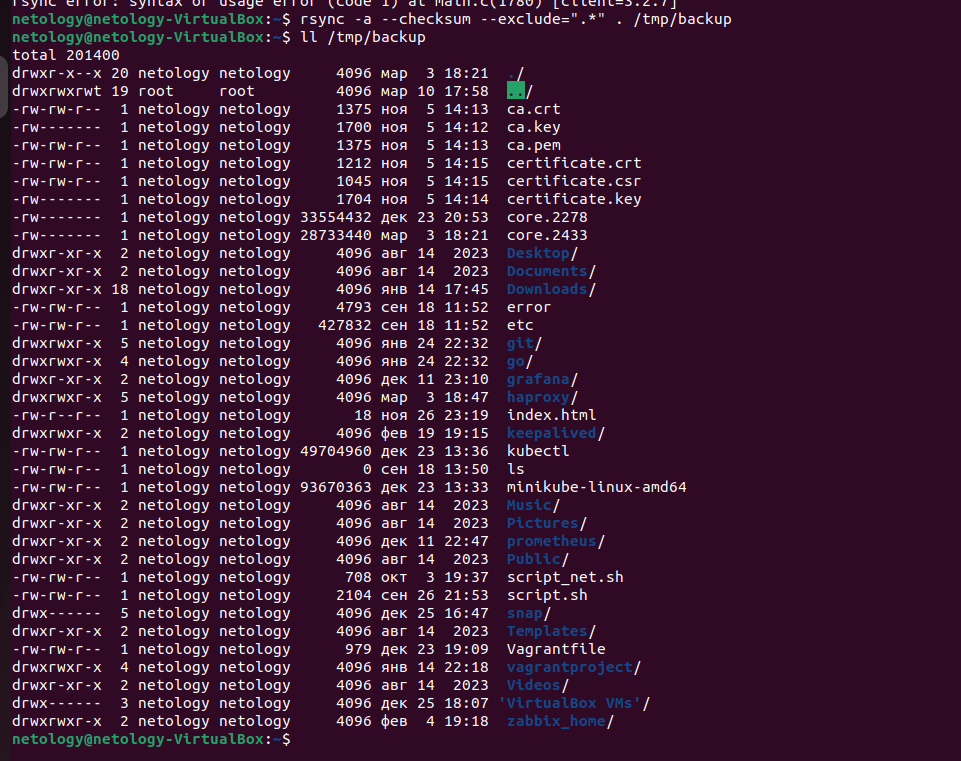 rsync error: syntax or usage error (code 1) at main.c(1780) [client=3.2.7]
netology@netology-VirtualBox:~$ rsync -a --checksum --exclude=".*" . /tmp/backup
netology@netology-VirtualBox:~$ ll /tmp/backup
total 201400
drwxr-x--x 20 netology netology     4096 мар  3 18:21  ./
drwxrwxrwt 19 root     root         4096 мар 10 17:58  ../
-rw-rw-r--  1 netology netology     1375 ноя  5 14:13  ca.crt
-rw-------  1 netology netology     1700 ноя  5 14:12  ca.key
-rw-rw-r--  1 netology netology     1375 ноя  5 14:13  ca.pem
-rw-rw-r--  1 netology netology     1212 ноя  5 14:15  certificate.crt
-rw-rw-r--  1 netology netology     1045 ноя  5 14:15  certificate.csr
-rw-------  1 netology netology     1704 ноя  5 14:14  certificate.key
-rw-------  1 netology netology 33554432 дек 23 20:53  core.2278
-rw-------  1 netology netology 28733440 мар  3 18:21  core.2433
drwxr-xr-x  2 netology netology     4096 авг 14  2023  Desktop/
drwxr-xr-x  2 netology netology     4096 авг 14  2023  Documents/
drwxr-xr-x 18 netology netology     4096 янв 14 17:45  Downloads/
-rw-rw-r--  1 netology netology     4793 сен 18 11:52  error
-rw-rw-r--  1 netology netology   427832 сен 18 11:52  etc
drwxrwxr-x  5 netology netology     4096 янв 24 22:32  git/
drwxrwxr-x  4 netology netology     4096 янв 24 22:32  go/
drwxr-xr-x  2 netology netology     4096 дек 11 23:10  grafana/
drwxrwxr-x  5 netology netology     4096 мар  3 18:47  haproxy/
-rw-r--r--  1 netology netology       18 ноя 26 23:19  index.html
drwxrwxr-x  2 netology netology     4096 фев 19 19:15  keepalived/
-rw-rw-r--  1 netology netology 49704960 дек 23 13:36  kubectl
-rw-rw-r--  1 netology netology        0 сен 18 13:50  ls
-rw-rw-r--  1 netology netology 93670363 дек 23 13:33  minikube-linux-amd64
drwxr-xr-x  2 netology netology     4096 авг 14  2023  Music/
drwxr-xr-x  2 netology netology     4096 авг 14  2023  Pictures/
drwxr-xr-x  2 netology netology     4096 дек 11 22:47  prometheus/
drwxr-xr-x  2 netology netology     4096 авг 14  2023  Public/
-rw-rw-r--  1 netology netology      708 окт  3 19:37  script_net.sh
-rw-rw-r--  1 netology netology     2104 сен 26 21:53  script.sh
drwx------  5 netology netology     4096 дек 25 16:47  snap/
drwxr-xr-x  2 netology netology     4096 авг 14  2023  Templates/
-rw-rw-r--  1 netology netology      979 дек 23 19:09  Vagrantfile
drwxrwxr-x  4 netology netology     4096 янв 14 22:18  vagrantproject/
drwxr-xr-x  2 netology netology     4096 авг 14  2023  Videos/
drwx------  3 netology netology     4096 дек 25 18:07 'VirtualBox VMs'/
drwxrwxr-x  2 netology netology     4096 фев  4 19:18  zabbix_home/
netology@netology-VirtualBox:~$